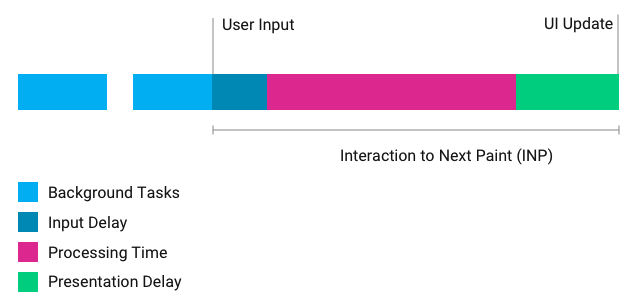 User Input
UI Update
Interaction to Next Paint (INP)
Background Tasks
Input Delay
Processing Time
Presentation Delay